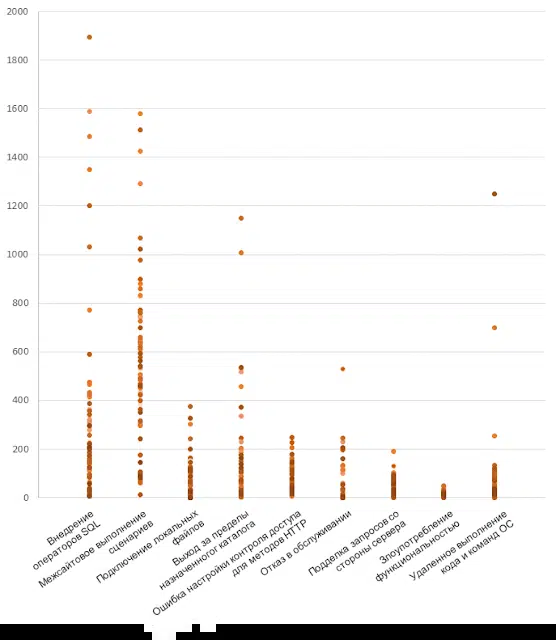 2000
1800
1600
1400
1200
1000
800
600
400
200
0
Внедрение
операторов SQL
Межсайтовое выполнение
сценариев
Подключение локальных
файлов
Выход за пределы
назначенного каталога
Ошибка настройки контроля доступа
для методов HTTP
Отказ в обслуживании
Подделка запросов со
стороны сервера
Злоупотребление
функциональностью
Удаленное выполнение
кода и команд ОС